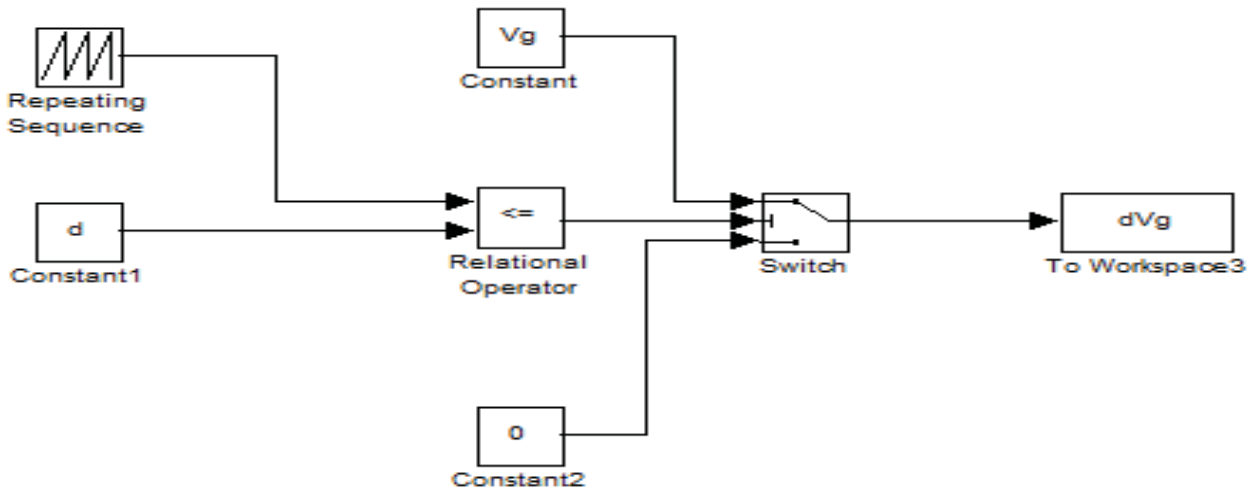 Vg
Constant
Repeating
Sequence
d
Constant1
<=
Relational
Operator
Switch
dVg
To Workspace3
0
Constant2